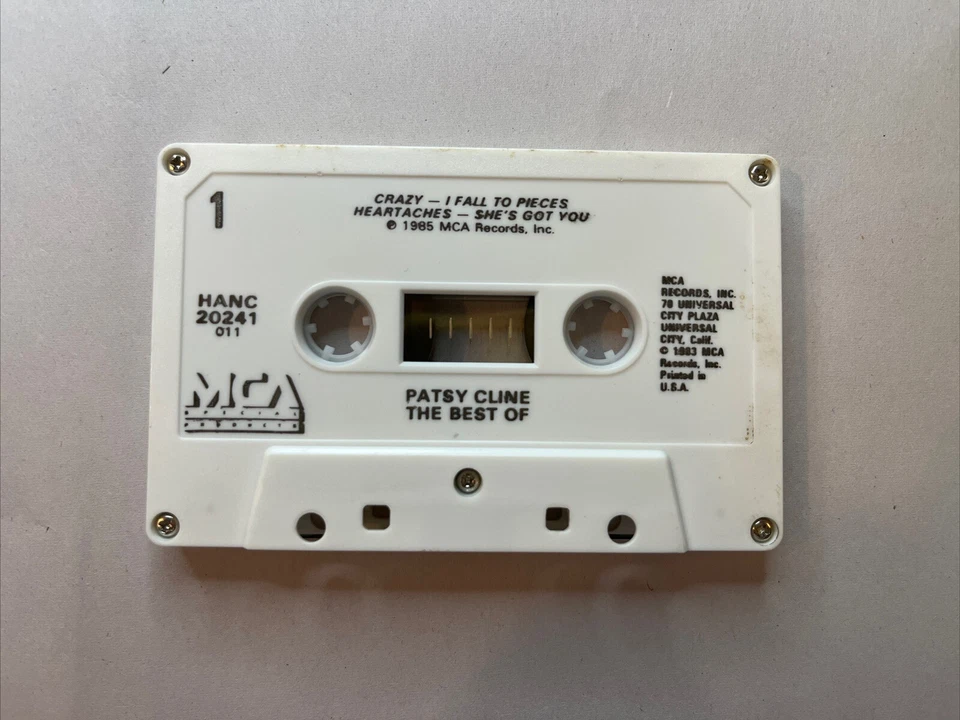 1
CRAZY — I FALL TO PIECES
HEARTACHES — SHE'S GOT YOU
℗ 1985 MCA Records, Inc.
HANC
20241
011
MCA
RECORDS, INC.
70 UNIVERSAL
CITY PLAZA
UNIVERSAL
CITY, Calif.
© 1983 MCA
Records, Inc.
Printed in
U.S.A.
MCA
SPECIAL
PRODUCTS
PATSY CLINE
THE BEST OF